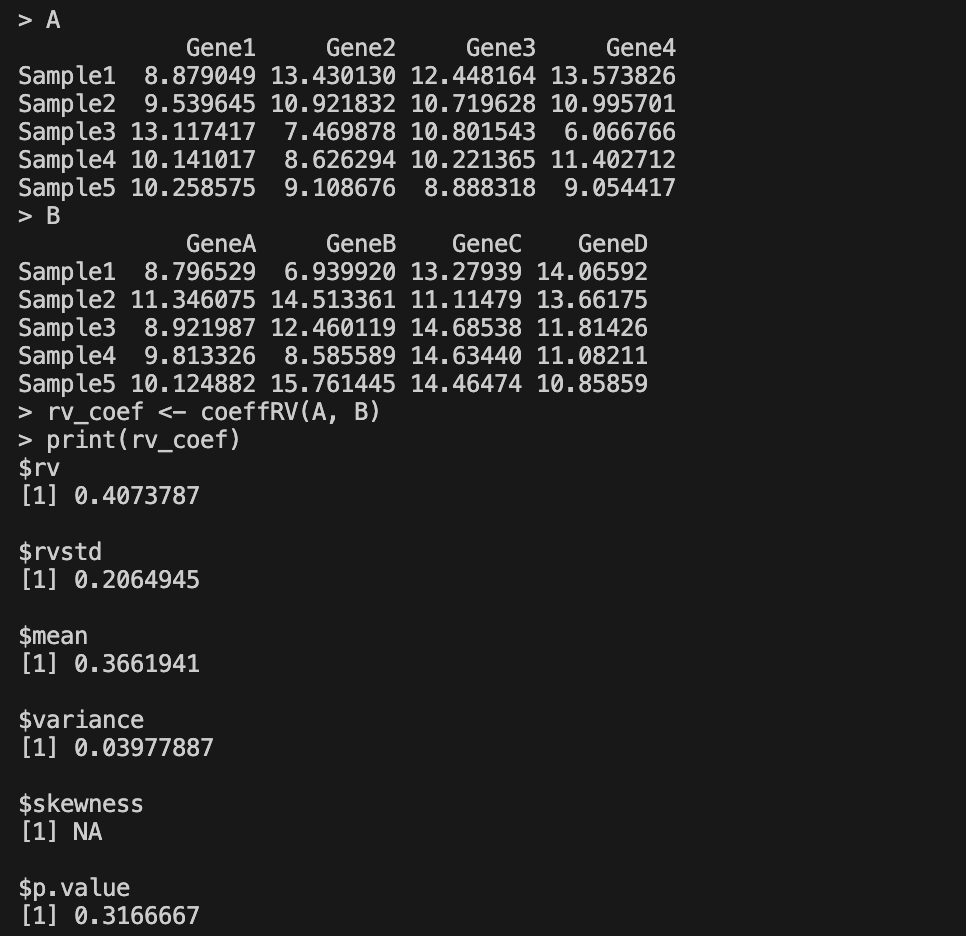 > A
Gene1 Gene2 Gene3 Gene4
Sample1 8.879049 13.430130 12.448164 13.573826
Sample2 9.539645 10.921832 10.719628 10.995701
Sample3 13.117417 7.469878 10.801543 6.066766
Sample4 10.141017 8.626294 10.221365 11.402712
Sample5 10.258575 9.108676 8.888318 9.054417
> B
GeneA GeneB GeneC GeneD
Sample1 8.796529 6.939920 13.27939 14.06592
Sample2 11.346075 14.513361 11.11479 13.66175
Sample3 8.921987 12.460119 14.68538 11.81426
Sample4 9.813326 8.585589 14.63440 11.08211
Sample5 10.124882 15.761445 14.46474 10.85859
> rv_coef <- coeffRV(A, B)
> print(rv_coef)
$rv
[1] 0.4073787
$rvstd
[1] 0.2064945
$mean
[1] 0.3661941
$variance
[1] 0.03977887
$skewness
[1] NA
$p.value
[1] 0.3166667